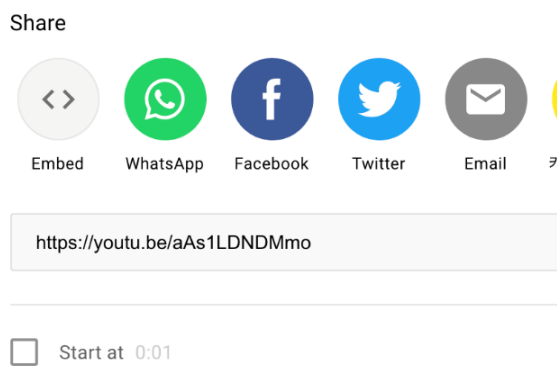 Share
Embed WhatsApp Facebook Twitter Email
https://youtu.be/aAs1LDNDMmo
Start at 0:01